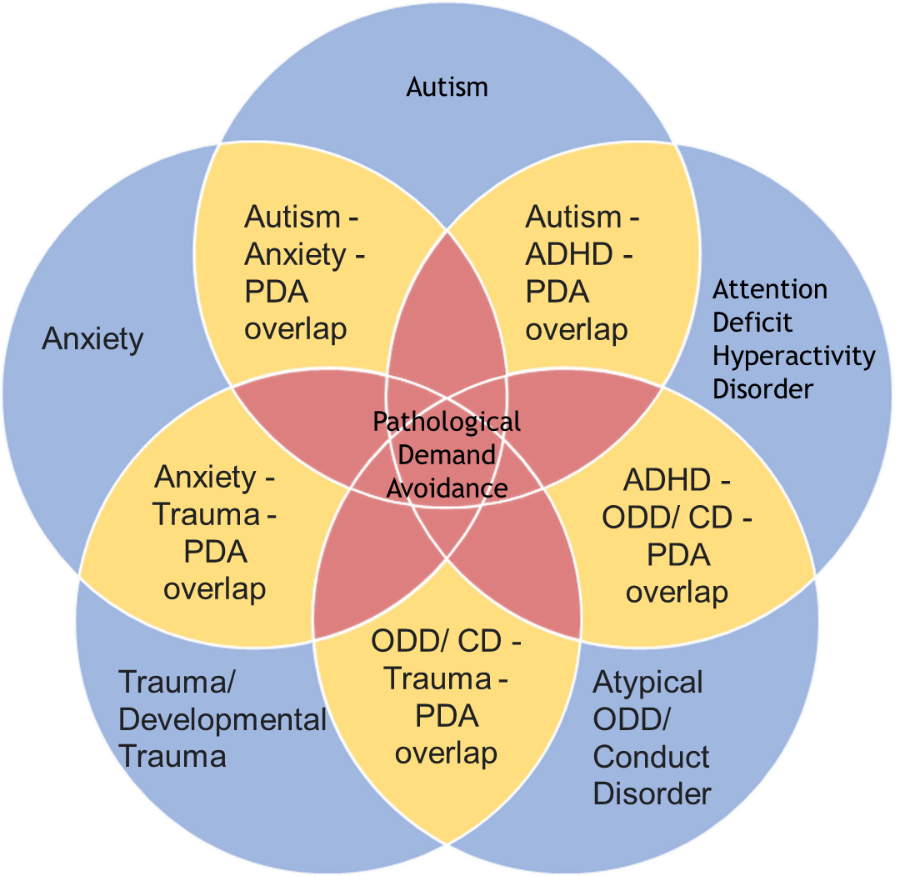 Autism
Autism -
Anxiety -
PDA
overlap
Autism -
ADHD -
PDA
overlap
Anxiety
Attention
Deficit
Hyperactivity
Disorder
Pathological
Demand
Avoidance
Anxiety -
Trauma -
PDA
overlap
ADHD -
ODD/ CD -
PDA
overlap
ODD/ CD -
Trauma -
PDA
overlap
Trauma/
Developmental
Trauma
Atypical
ODD/
Conduct
Disorder